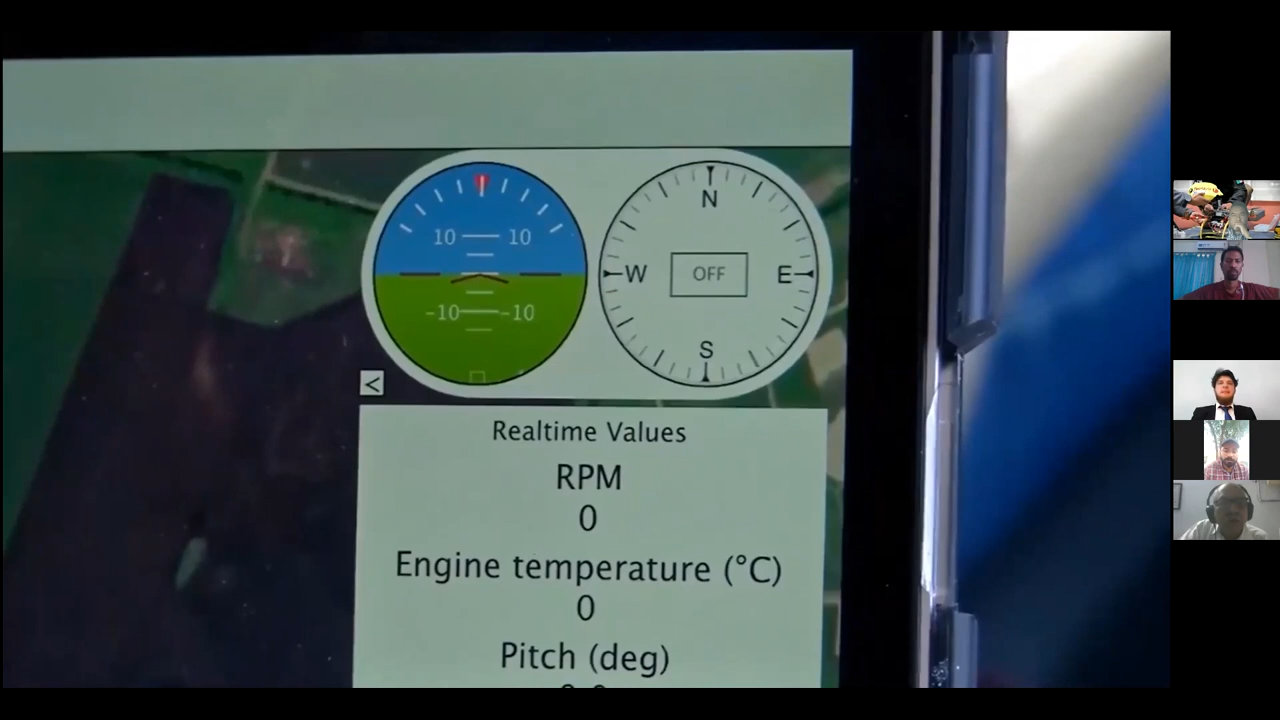 10 10
-10 -10
N
W OFF E
S
<
Realtime Values
RPM
0
Engine temperature (°C)
0
Pitch (deg)